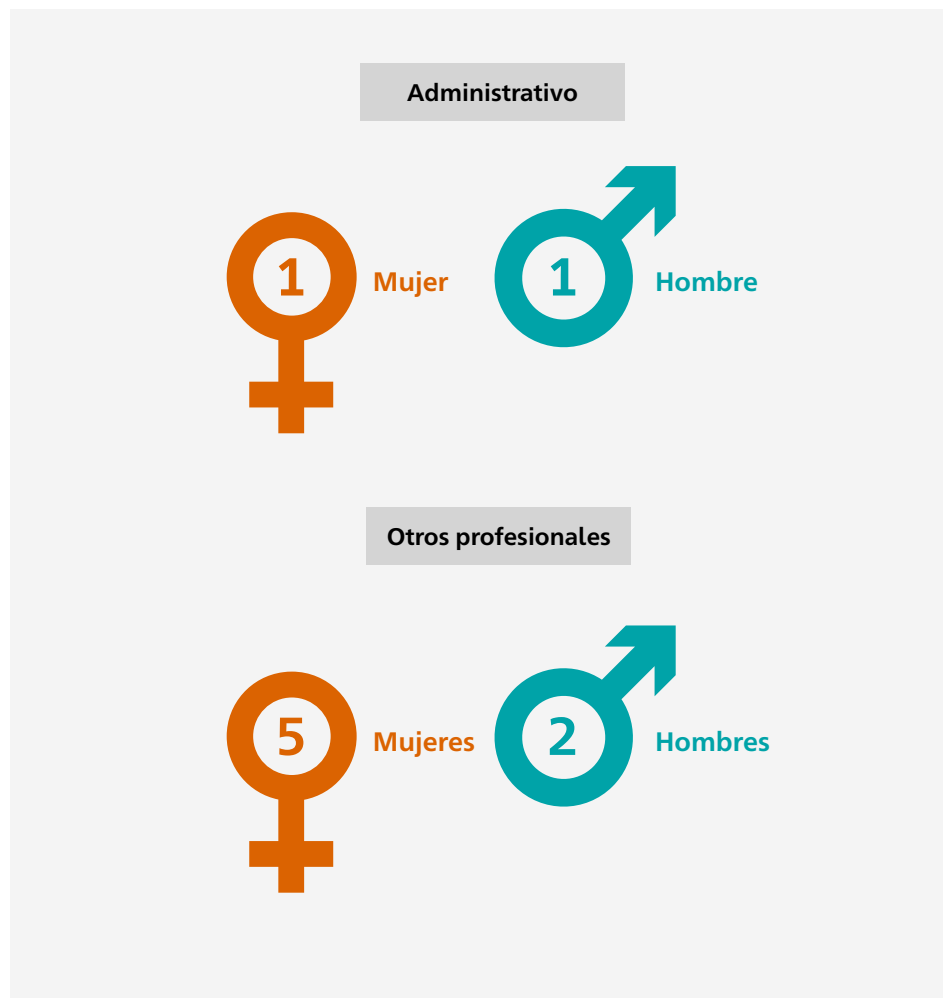 Administrativo
1 Mujer 1 Hombre
Otros profesionales
5 Mujeres 2 Hombres